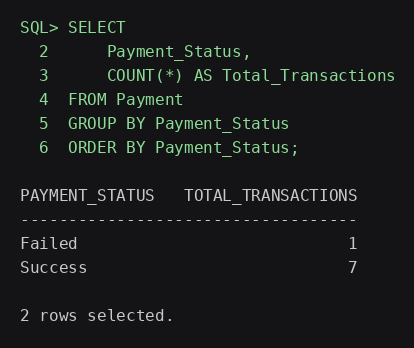 SQL> SELECT
  2      Payment_Status,
  3      COUNT(*) AS Total_Transactions
  4  FROM Payment
  5  GROUP BY Payment_Status
  6  ORDER BY Payment_Status;

PAYMENT_STATUS   TOTAL_TRANSACTIONS
-----------------------------------
Failed                            1
Success                           7

2 rows selected.